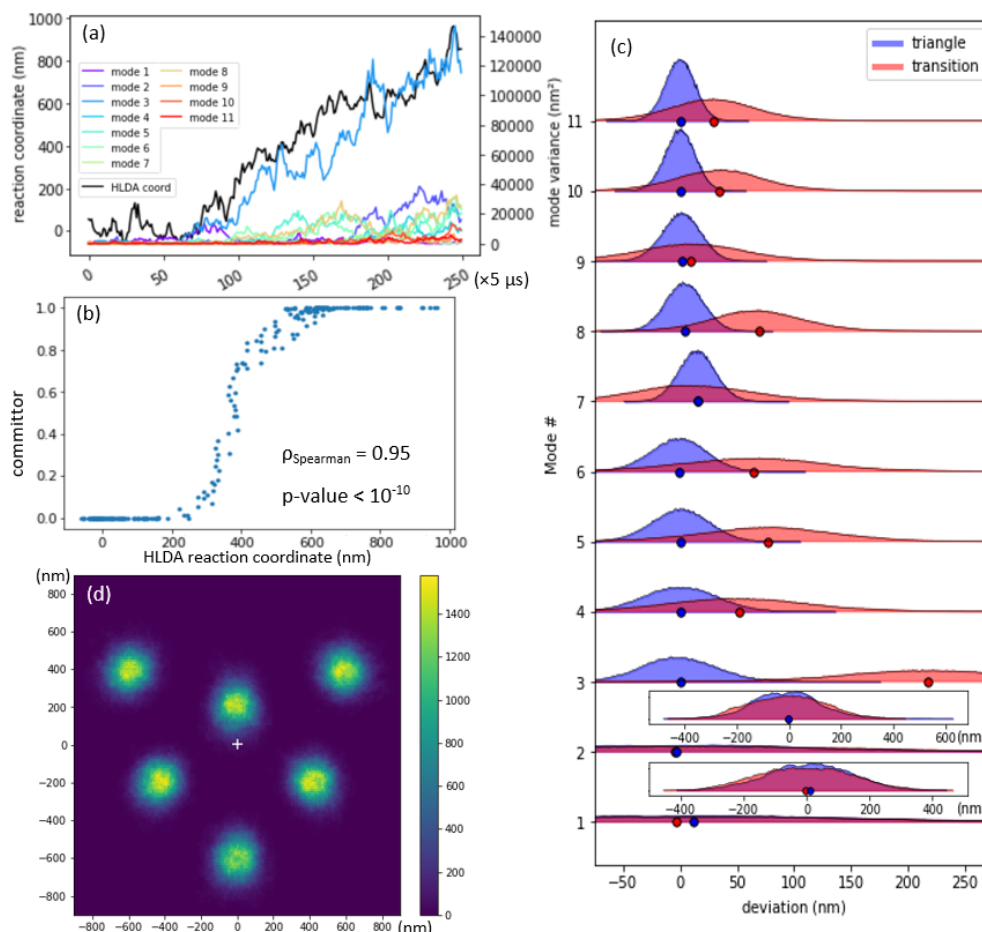 (a)
reaction coordinate (nm)
1000
800
600
400
200
0
mode 1
mode 2
mode 3
mode 4
mode 5
mode 6
mode 7
mode 8
mode 9
mode 10
mode 11
HLDA coord
140000
120000
100000
80000
60000
40000
20000
0
mode variance (nm²)
0
50
100
150
200
250
(×5 µs)
(b)
committor
1.0
0.8
0.6
0.4
0.2
0.0
ρSpearman = 0.95
p-value < 10⁻¹⁰
0
200
400
600
800
1000
HLDA reaction coordinate (nm)
(nm)
(d)
800
600
400
200
0
−200
−400
−600
−800
−800 −600 −400 −200 0 200 400 600 800
(nm)
1400
1200
1000
800
600
400
200
0
(c)
triangle
transition
Mode #
11
10
9
8
7
6
5
4
3
−400 −200 0 200 400 600 (nm)
2
−400 −200 0 200 400 (nm)
1
−50 0 50 100 150 200 250
deviation (nm)